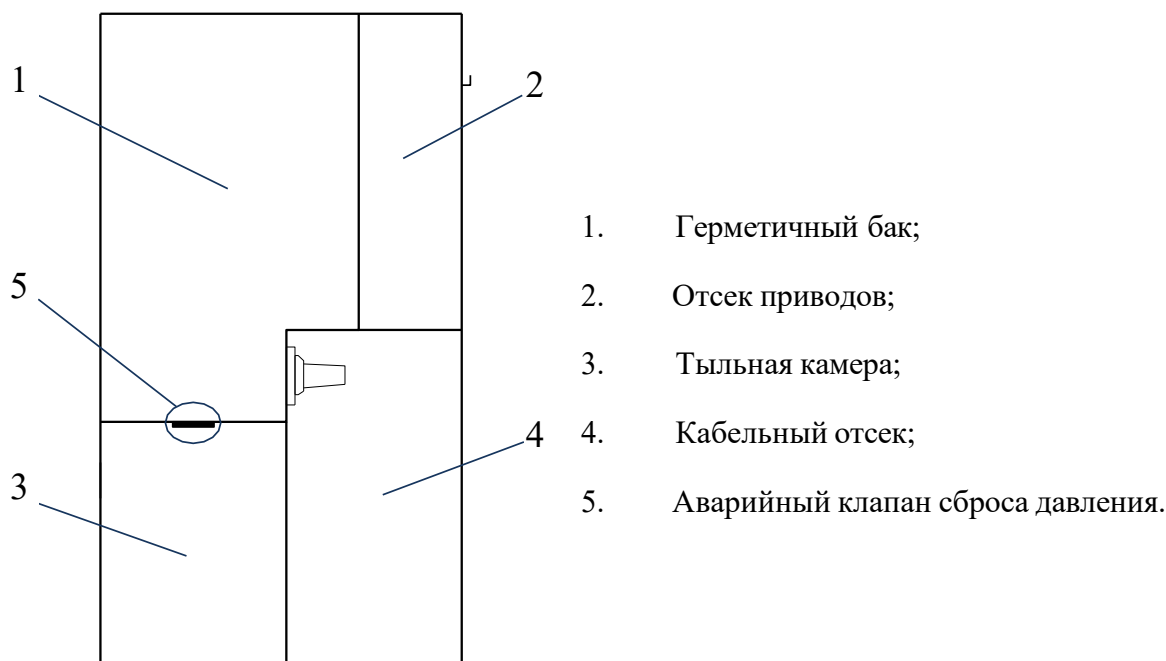 1
2
5
3
4
1. Герметичный бак;
2. Отсек приводов;
3. Тыльная камера;
4. Кабельный отсек;
5. Аварийный клапан сброса давления.